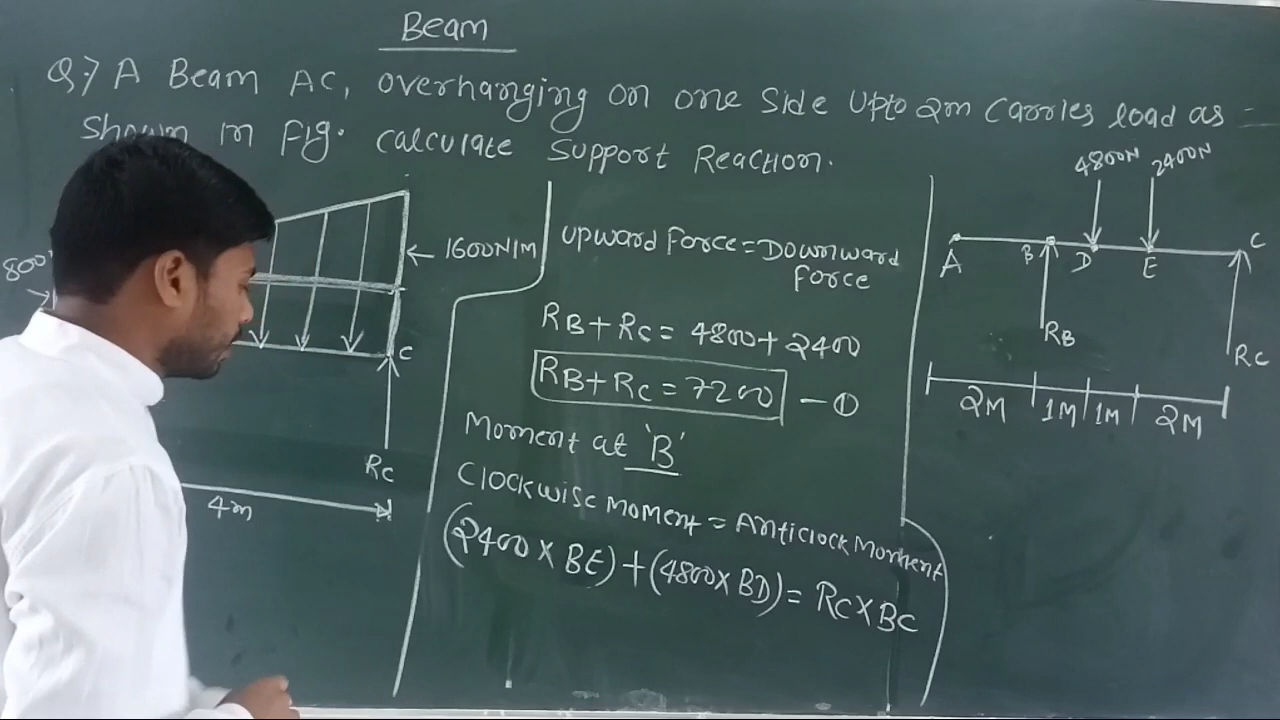 Beam
Q.7 A Beam AC, overhanging on one side upto 2m carries load as
shown in fig. calculate support Reaction.
800
1600N/M
C
RC
4m
upward force = Downward
force
RB + RC = 4800 + 2400
RB + RC = 7200 - ①
Moment at 'B'
Clockwise moment = Anticlock Moment
(2400 × BE) + (4800 × BD) = RC × BC
4800N 2400N
A B D E C
RB
RC
2M 1M 1M 2M